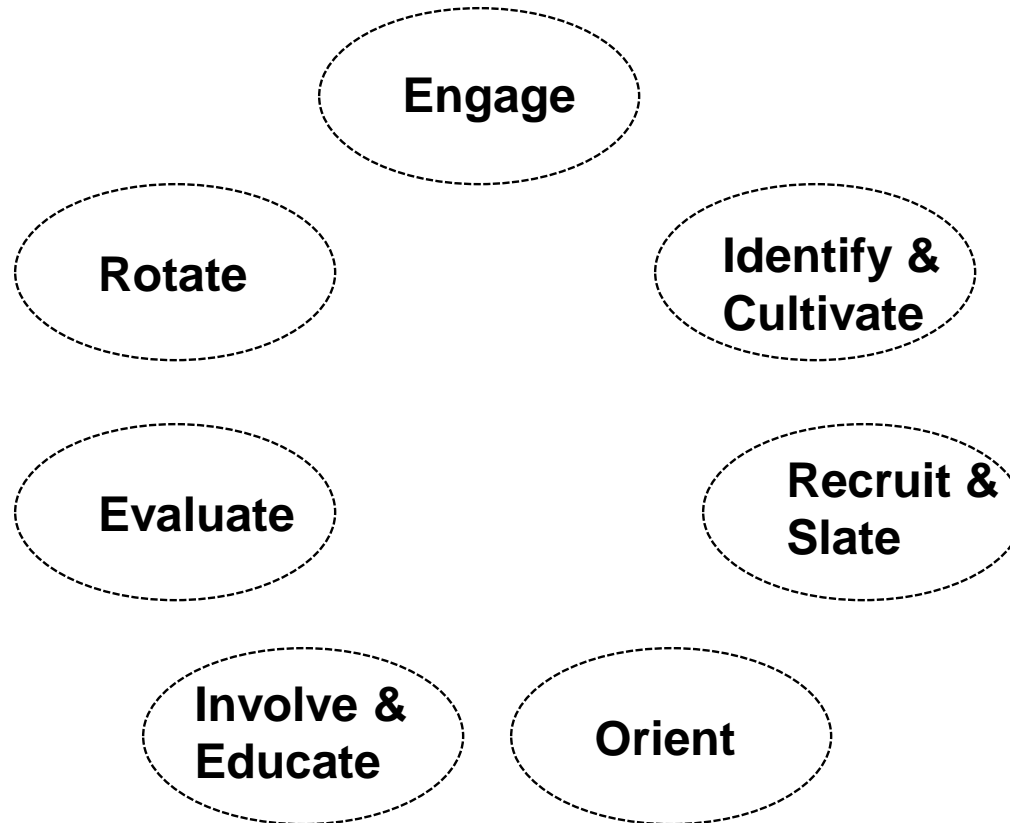 Engage
Identify &
Cultivate
Rotate
Recruit &
Slate
Evaluate
Involve &
Educate
Orient